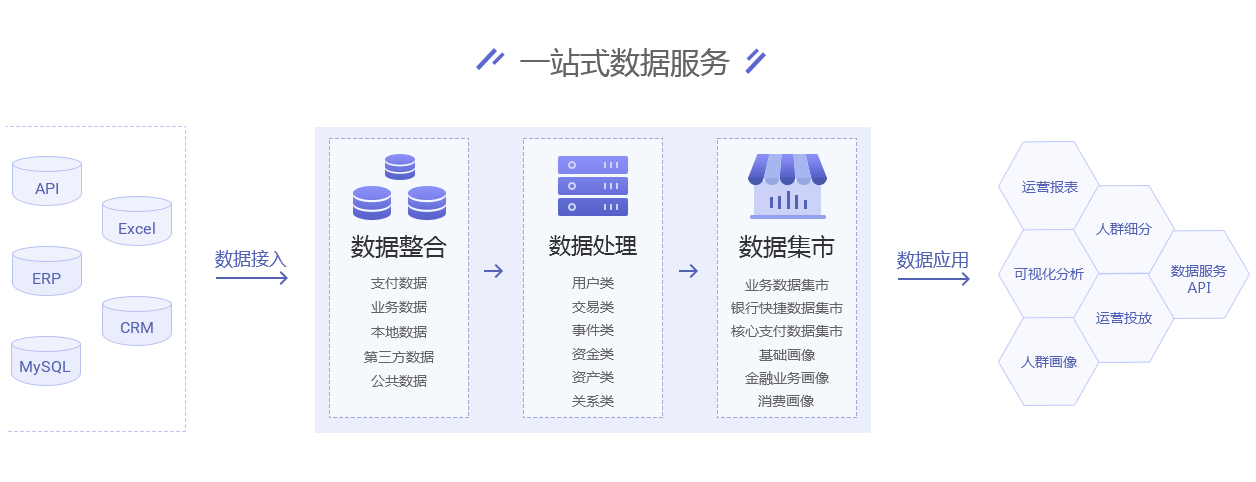 一站式数据服务
API
Excel
ERP
CRM
MySQL
数据接入
数据整合
支付数据
业务数据
本地数据
第三方数据
公共数据
数据处理
用户类
交易类
事件类
资金类
资产类
关系类
数据集市
业务数据集市
银行快捷数据集市
核心支付数据集市
基础画像
金融业务画像
消费画像
数据应用
运营报表
人群细分
可视化分析
数据服务
API
运营投放
人群画像